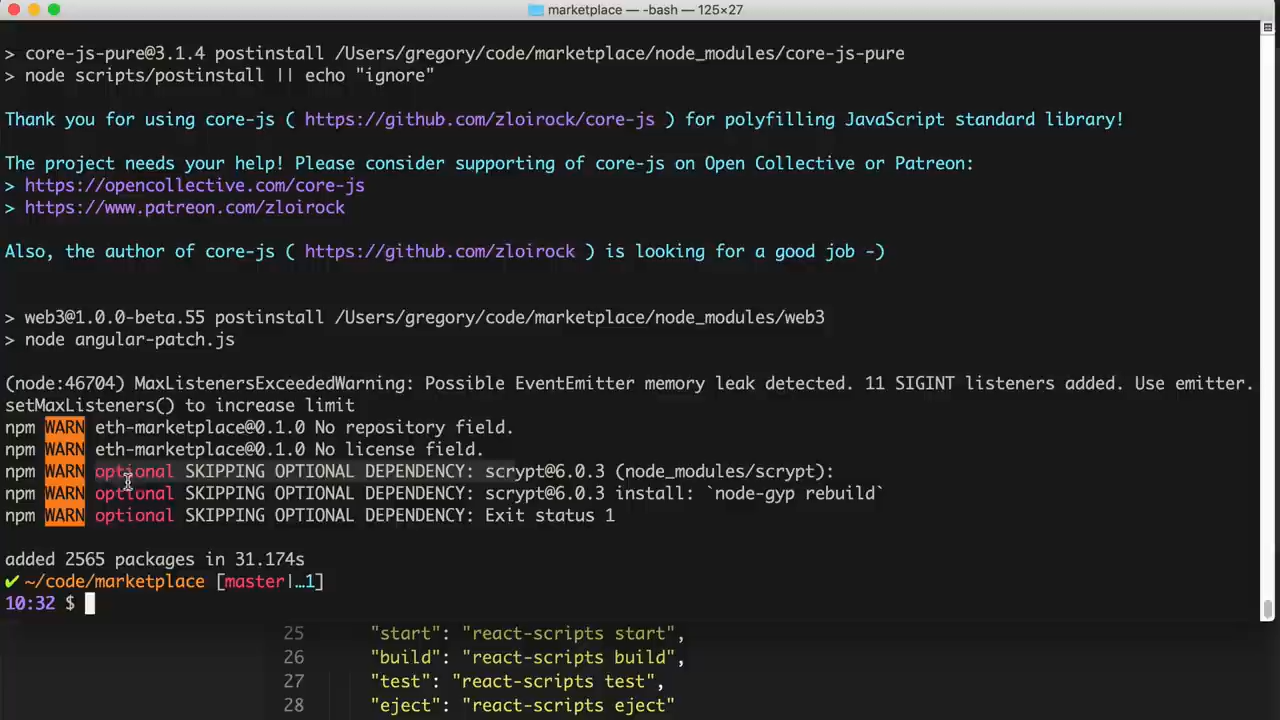 marketplace — -bash — 125×27
> core-js-pure@3.1.4 postinstall /Users/gregory/code/marketplace/node_modules/core-js-pure
> node scripts/postinstall || echo "ignore"
Thank you for using core-js ( https://github.com/zloirock/core-js ) for polyfilling JavaScript standard library!
The project needs your help! Please consider supporting of core-js on Open Collective or Patreon:
> https://opencollective.com/core-js
> https://www.patreon.com/zloirock
Also, the author of core-js ( https://github.com/zloirock ) is looking for a good job -)
> web3@1.0.0-beta.55 postinstall /Users/gregory/code/marketplace/node_modules/web3
> node angular-patch.js
(node:46704) MaxListenersExceededWarning: Possible EventEmitter memory leak detected. 11 SIGINT listeners added. Use emitter.
setMaxListeners() to increase limit
npm WARN eth-marketplace@0.1.0 No repository field.
npm WARN eth-marketplace@0.1.0 No license field.
npm WARN optional SKIPPING OPTIONAL DEPENDENCY: scrypt@6.0.3 (node_modules/scrypt):
npm WARN optional SKIPPING OPTIONAL DEPENDENCY: scrypt@6.0.3 install: `node-gyp rebuild`
npm WARN optional SKIPPING OPTIONAL DEPENDENCY: Exit status 1
added 2565 packages in 31.174s
✔ ~/code/marketplace [master|…1]
10:32 $
25 "start": "react-scripts start",
26 "build": "react-scripts build",
27 "test": "react-scripts test",
28 "eject": "react-scripts eject"